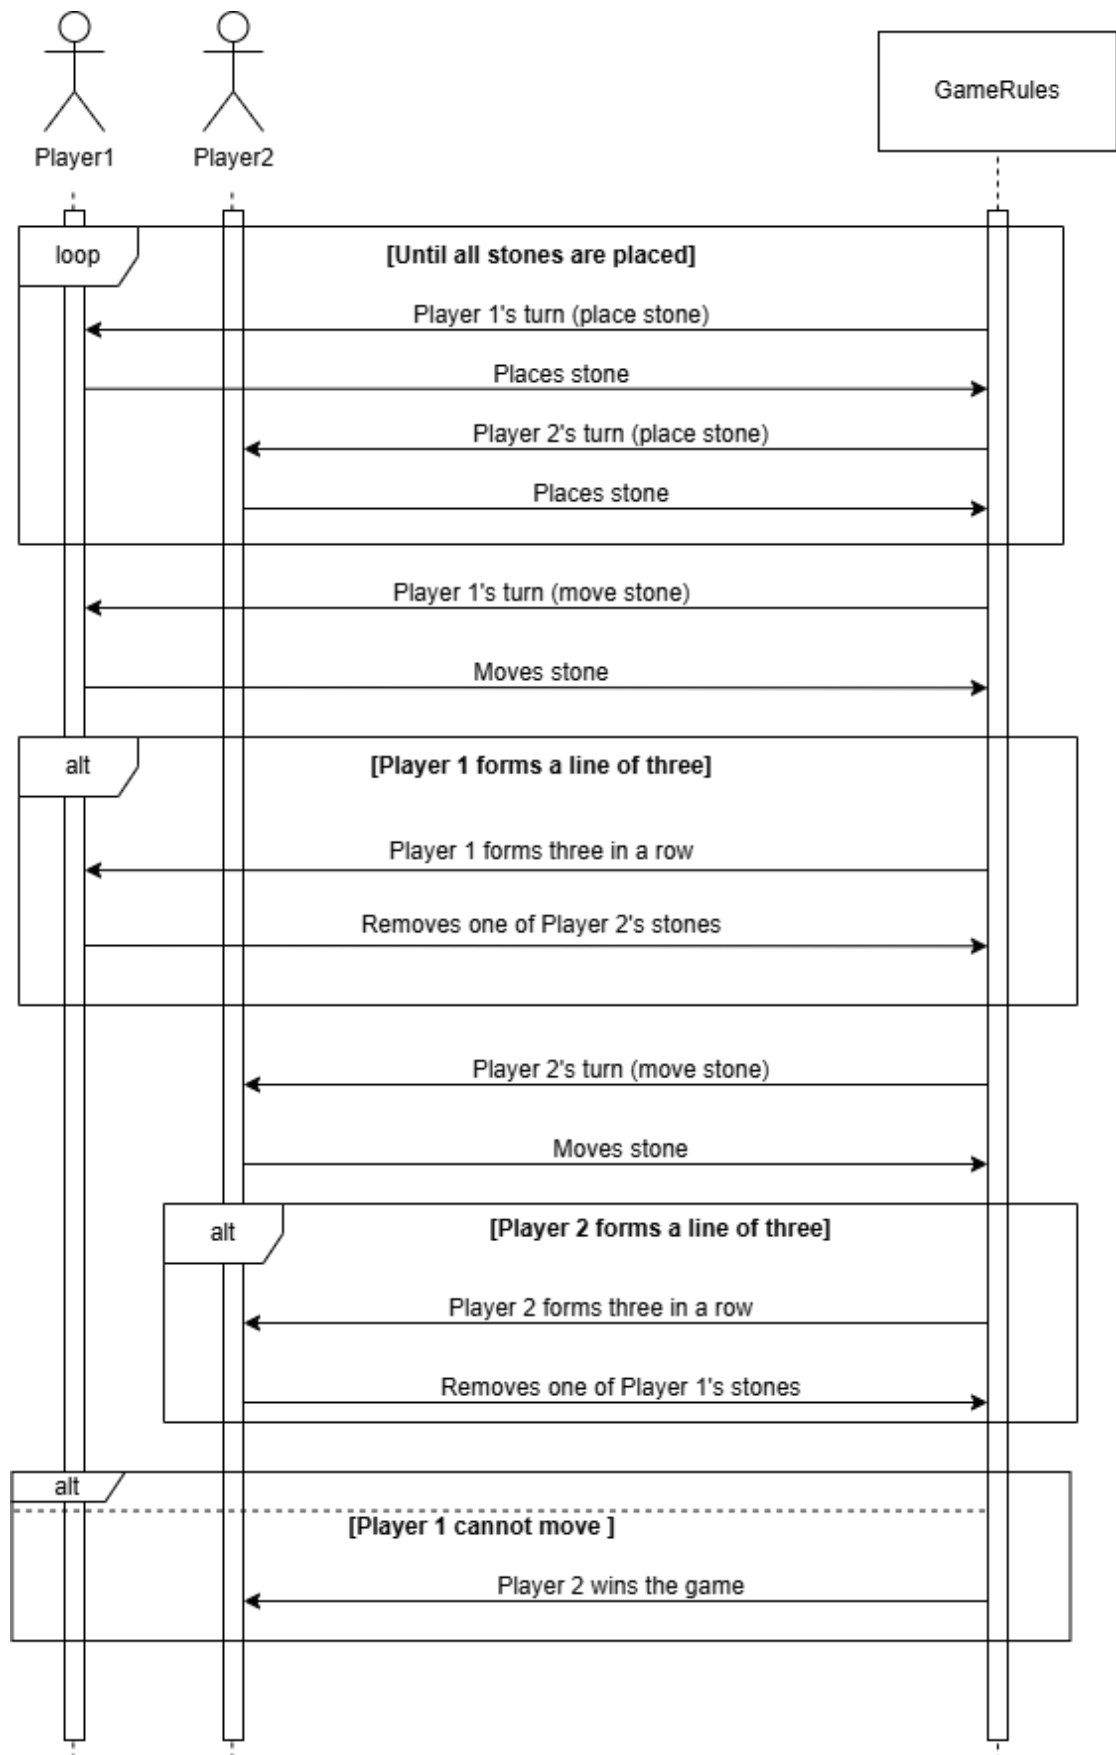 Player1
Player2
GameRules
loop
[Until all stones are placed]
Player 1's turn (place stone)
Places stone
Player 2's turn (place stone)
Places stone
Player 1's turn (move stone)
Moves stone
alt
[Player 1 forms a line of three]
Player 1 forms three in a row
Removes one of Player 2's stones
Player 2's turn (move stone)
Moves stone
alt
[Player 2 forms a line of three]
Player 2 forms three in a row
Removes one of Player 1's stones
alt
[Player 1 cannot move ]
Player 2 wins the game